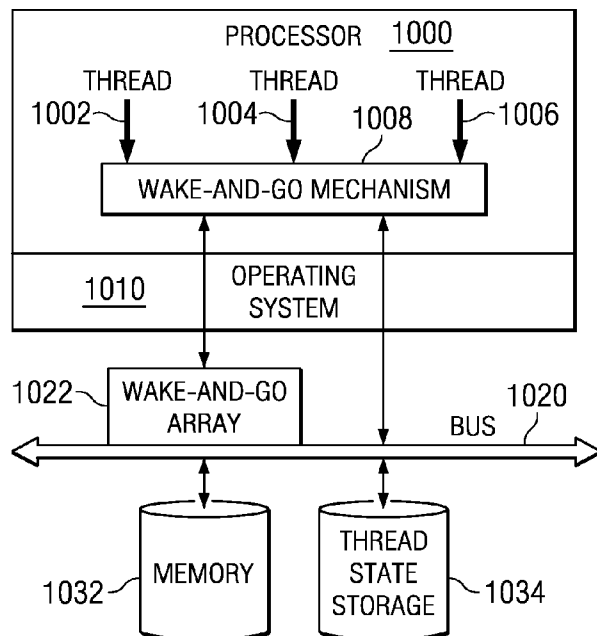 PROCESSOR 1000
THREAD THREAD THREAD
1002 1004 1008 1006
WAKE-AND-GO MECHANISM
1010 OPERATING
SYSTEM
1022 WAKE-AND-GO
ARRAY
BUS 1020
1032 MEMORY
THREAD
STATE
STORAGE
1034